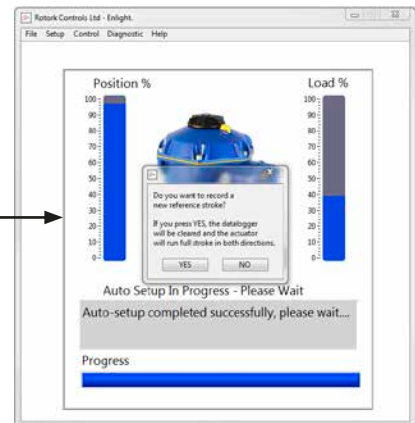 Rotork Controls Ltd - Enlight.
File Setup Control Diagnostic Help
Position %
Load %
100
90
80
70
60
50
40
30
20
10
0
100
90
80
70
60
50
40
30
20
10
0
Do you want to record a
new reference stroke?
If you press YES, the datalogger
will be cleared and the actuator
will run full stroke in both directions.
YES NO
Auto Setup In Progress - Please Wait
Auto-setup completed successfully, please wait....
Progress